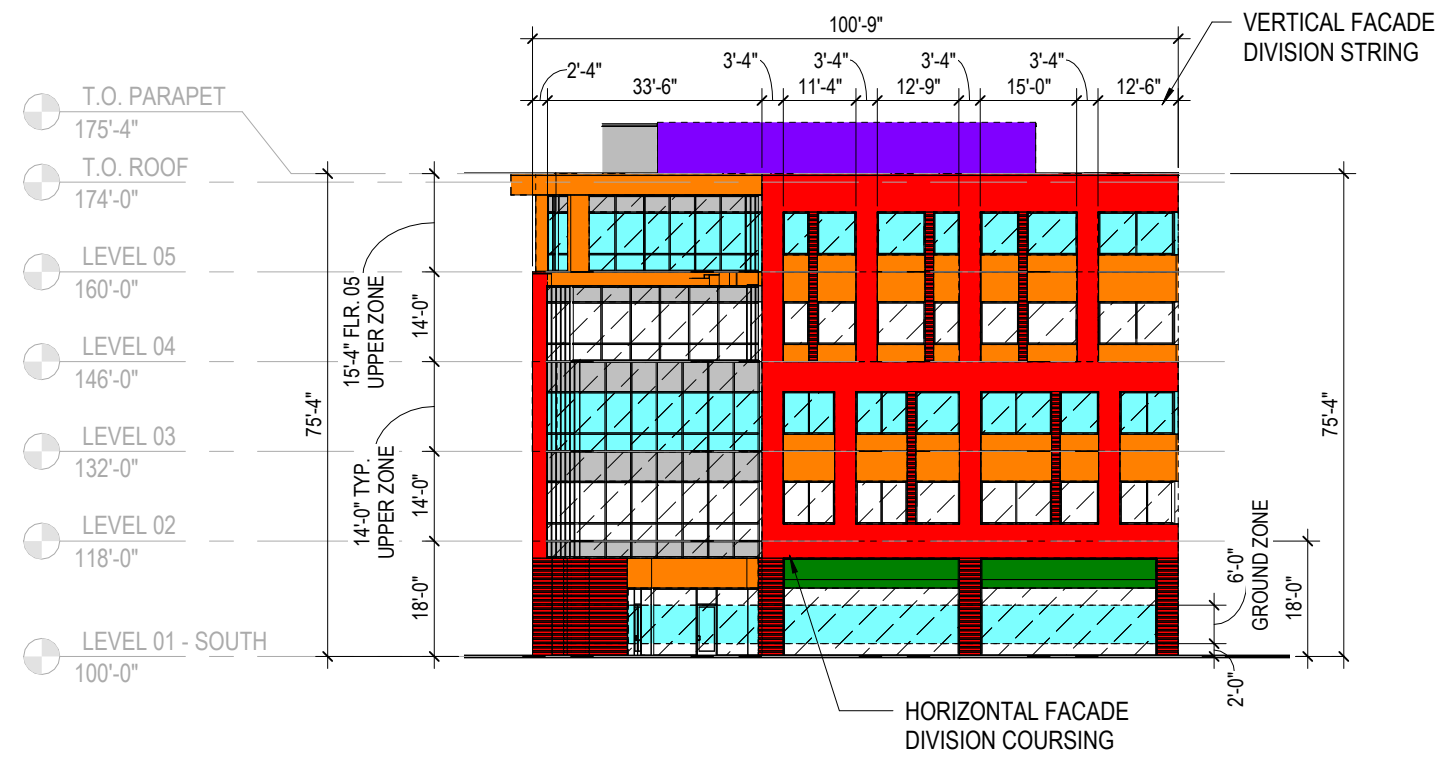 100'-9"
VERTICAL FACADE
DIVISION STRING
2'-4"
33'-6"
3'-4"
11'-4"
3'-4"
12'-9"
3'-4"
15'-0"
3'-4"
12'-6"
T.O. PARAPET
175'-4"
T.O. ROOF
174'-0"
LEVEL 05
160'-0"
LEVEL 04
146'-0"
LEVEL 03
132'-0"
LEVEL 02
118'-0"
LEVEL 01 - SOUTH
100'-0"
75'-4"
15'-4" FLR. 05
UPPER ZONE
14'-0"
14'-0" TYP.
UPPER ZONE
14'-0"
18'-0"
75'-4"
6'-0"
GROUND ZONE
18'-0"
2'-0"
HORIZONTAL FACADE
DIVISION COURSING